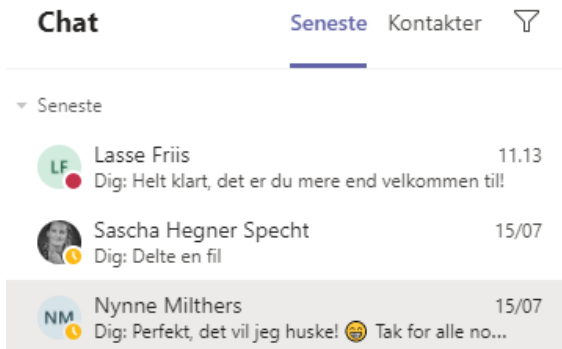 Chat Seneste Kontakter
Seneste
LF Lasse Friis 11.13
Dig: Helt klart, det er du mere end velkommen til!
Sascha Hegner Specht 15/07
Dig: Delte en fil
NM Nynne Milthers 15/07
Dig: Perfekt, det vil jeg huske! 😁 Tak for alle no...